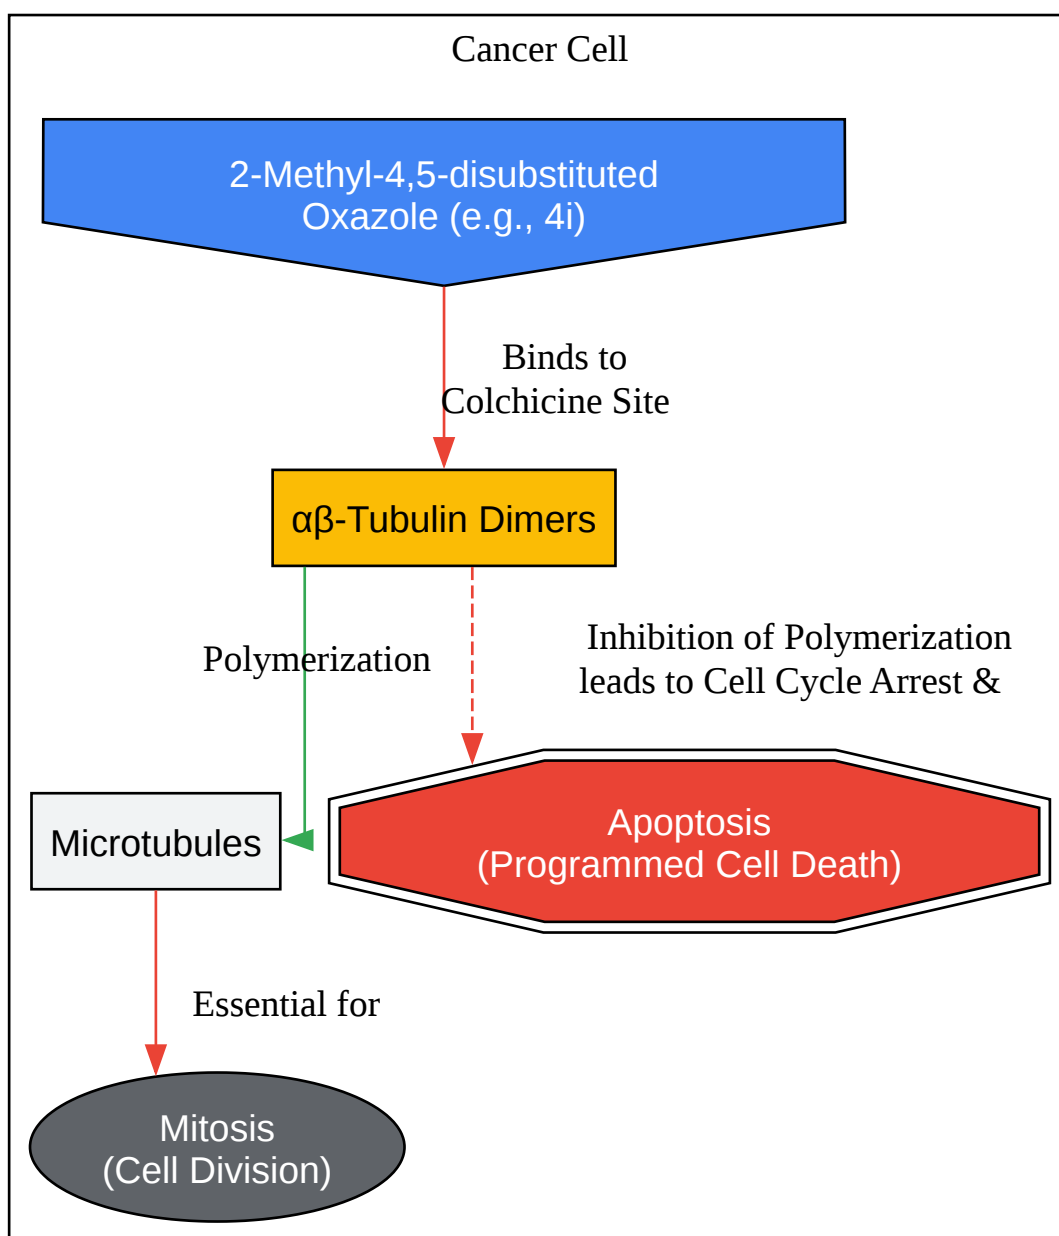 Cancer Cell
2-Methyl-4,5-disubstituted
Oxazole (e.g., 4i)
Binds to
Colchicine Site
αβ-Tubulin Dimers
Polymerization
Inhibition of Polymerization
leads to Cell Cycle Arrest &
Microtubules
Apoptosis
(Programmed Cell Death)
Essential for
Mitosis
(Cell Division)